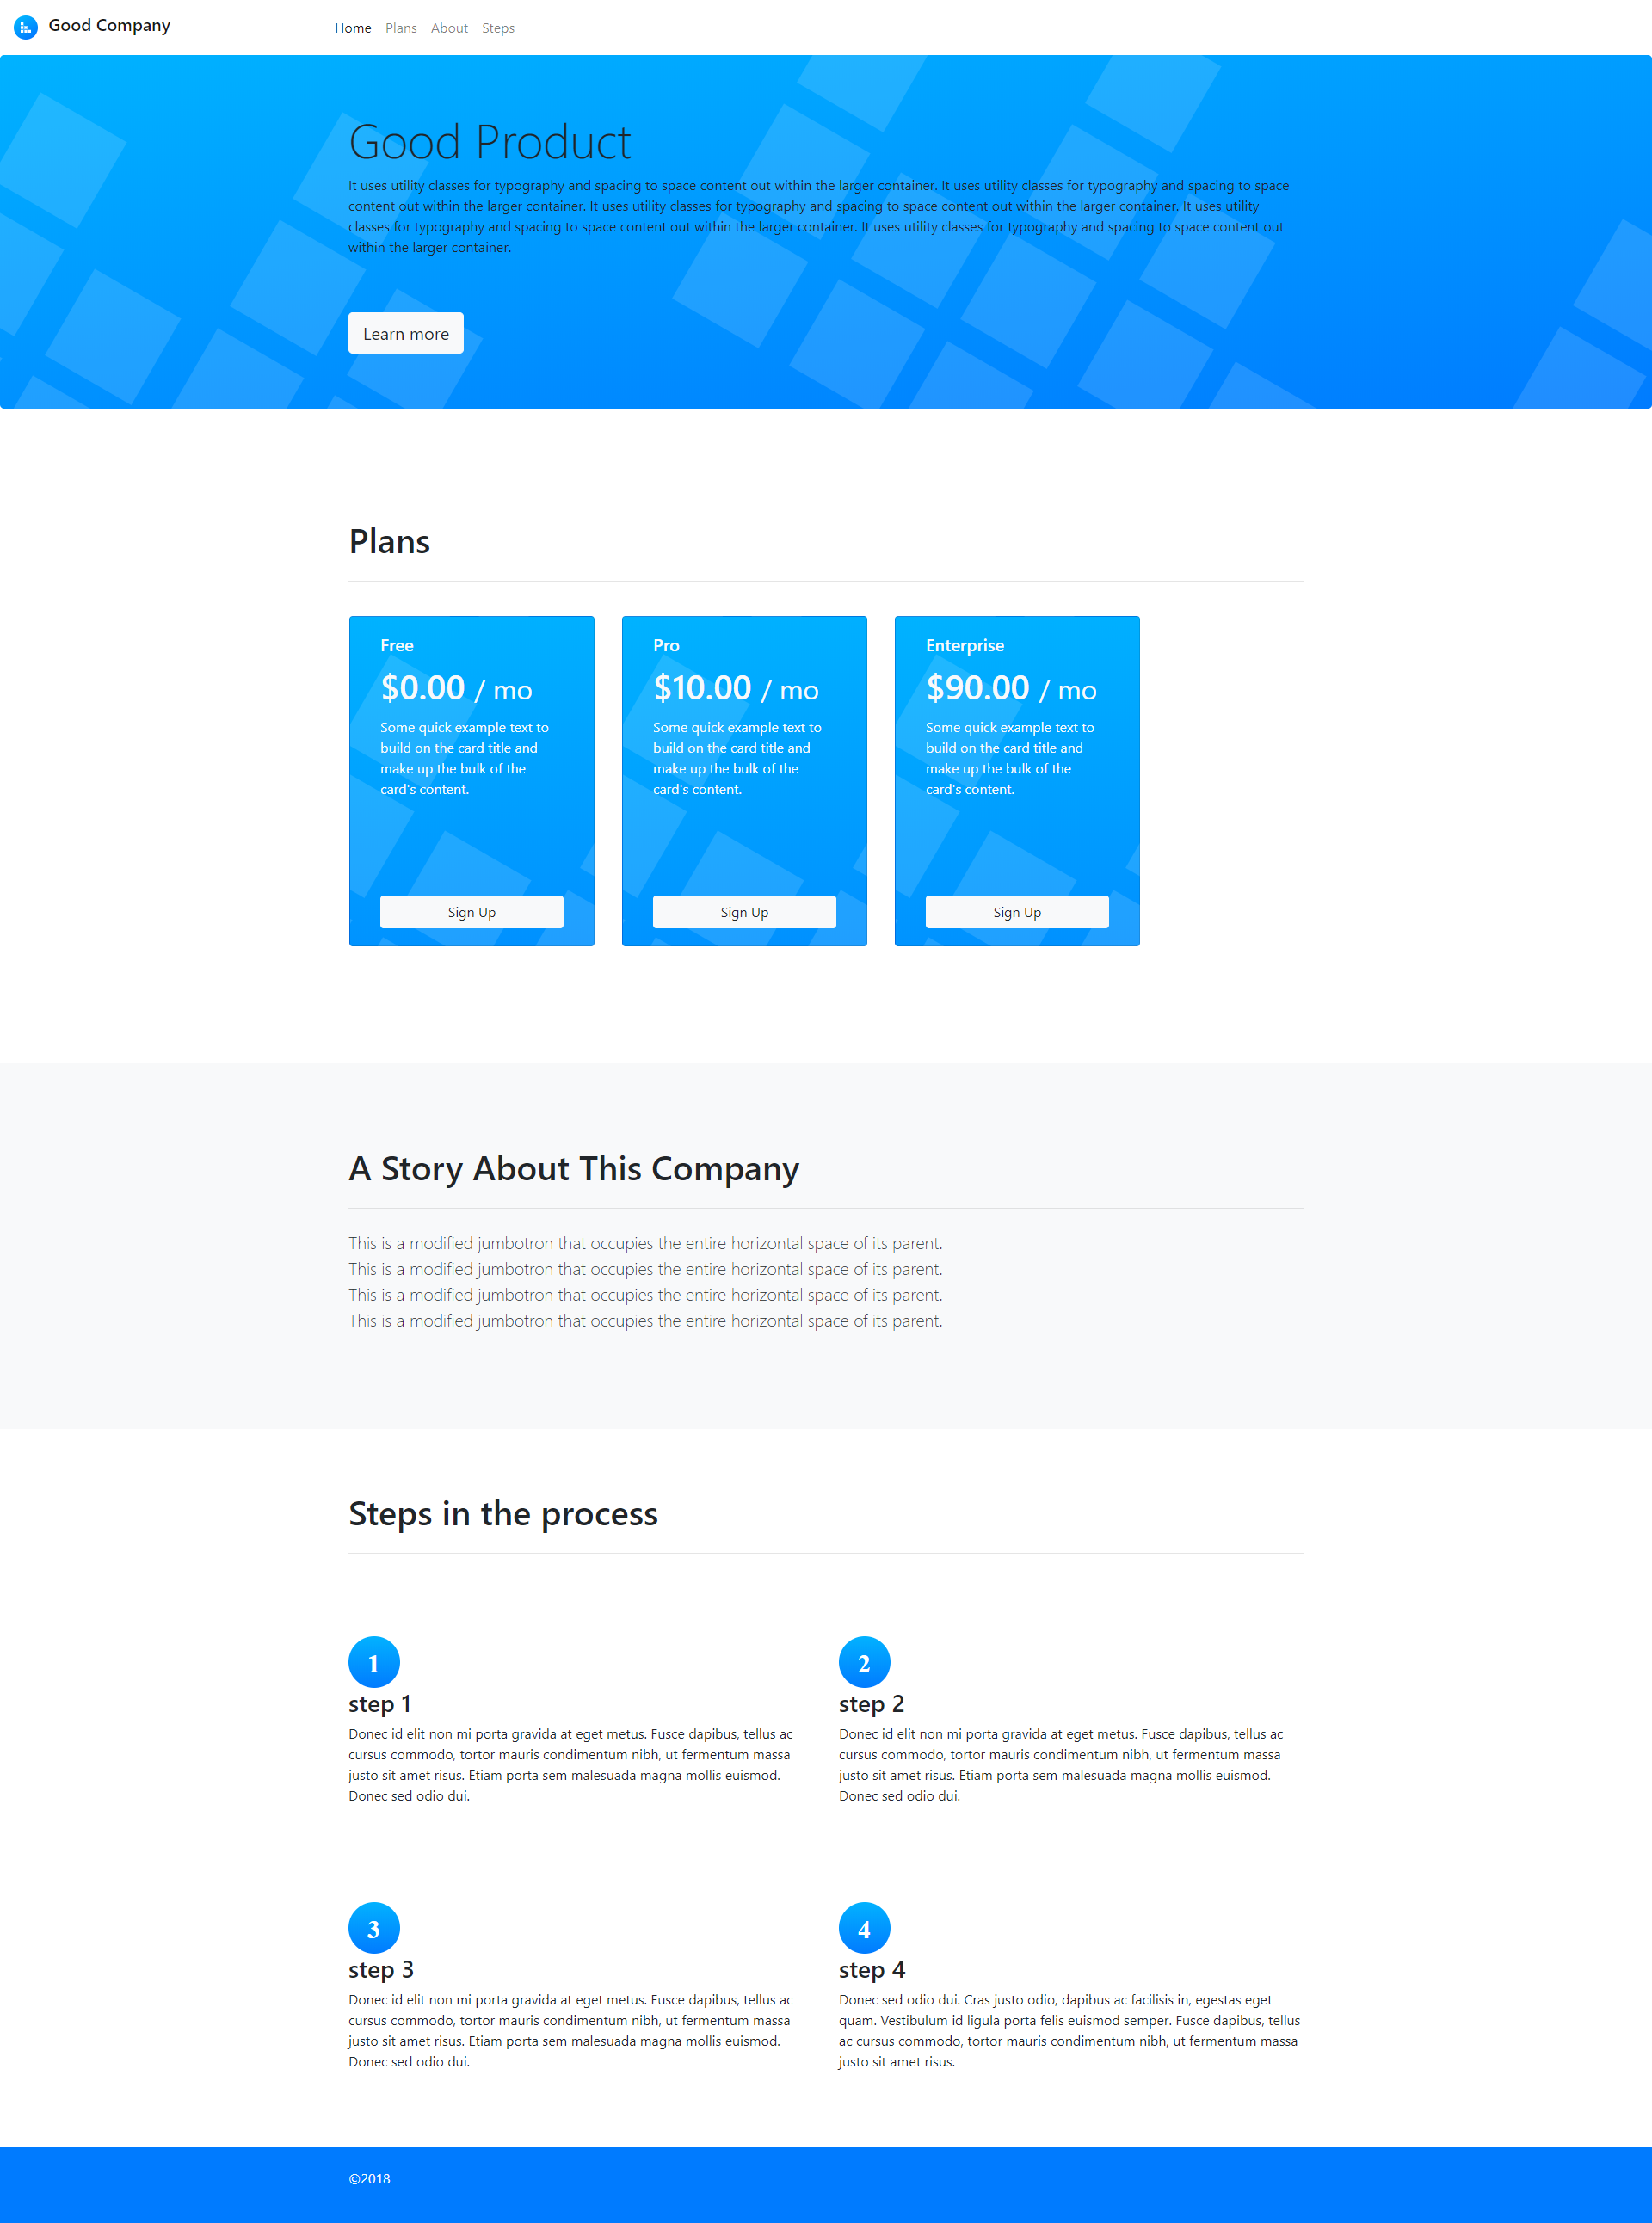 Good Company
Home Plans About Steps
Good Product
It uses utility classes for typography and spacing to space content out within the larger container. It uses utility classes for typography and spacing to space
content out within the larger container. It uses utility classes for typography and spacing to space content out within the larger container. It uses utility
classes for typography and spacing to space content out within the larger container. It uses utility classes for typography and spacing to space content out
within the larger container.
Learn more
Plans
Free
$0.00 / mo
Some quick example text to
build on the card title and
make up the bulk of the
card's content.
Sign Up
Pro
$10.00 / mo
Some quick example text to
build on the card title and
make up the bulk of the
card's content.
Sign Up
Enterprise
$90.00 / mo
Some quick example text to
build on the card title and
make up the bulk of the
card's content.
Sign Up
A Story About This Company
This is a modified jumbotron that occupies the entire horizontal space of its parent.
This is a modified jumbotron that occupies the entire horizontal space of its parent.
This is a modified jumbotron that occupies the entire horizontal space of its parent.
This is a modified jumbotron that occupies the entire horizontal space of its parent.
Steps in the process
1
step 1
Donec id elit non mi porta gravida at eget metus. Fusce dapibus, tellus ac
cursus commodo, tortor mauris condimentum nibh, ut fermentum massa
justo sit amet risus. Etiam porta sem malesuada magna mollis euismod.
Donec sed odio dui.
2
step 2
Donec id elit non mi porta gravida at eget metus. Fusce dapibus, tellus ac
cursus commodo, tortor mauris condimentum nibh, ut fermentum massa
justo sit amet risus. Etiam porta sem malesuada magna mollis euismod.
Donec sed odio dui.
3
step 3
Donec id elit non mi porta gravida at eget metus. Fusce dapibus, tellus ac
cursus commodo, tortor mauris condimentum nibh, ut fermentum massa
justo sit amet risus. Etiam porta sem malesuada magna mollis euismod.
Donec sed odio dui.
4
step 4
Donec sed odio dui. Cras justo odio, dapibus ac facilisis in, egestas eget
quam. Vestibulum id ligula porta felis euismod semper. Fusce dapibus, tellus
ac cursus commodo, tortor mauris condimentum nibh, ut fermentum massa
justo sit amet risus.
©2018